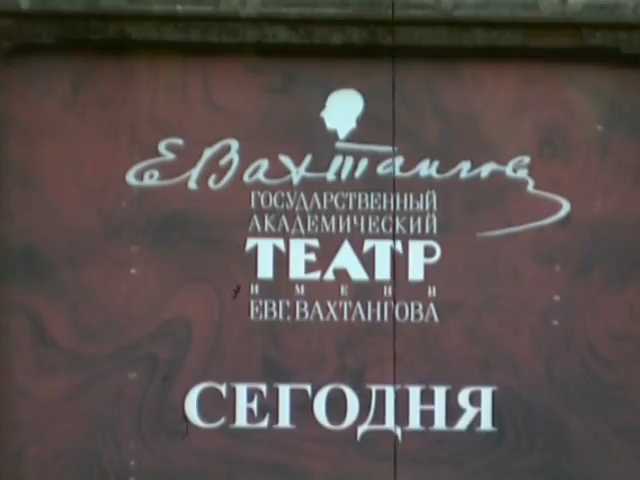 Е Вахтангов
ГОСУДАРСТВЕННЫЙ
АКАДЕМИЧЕСКИЙ
ТЕАТР
ИМЕНИ
ЕВГ. ВАХТАНГОВА
СЕГОДНЯ